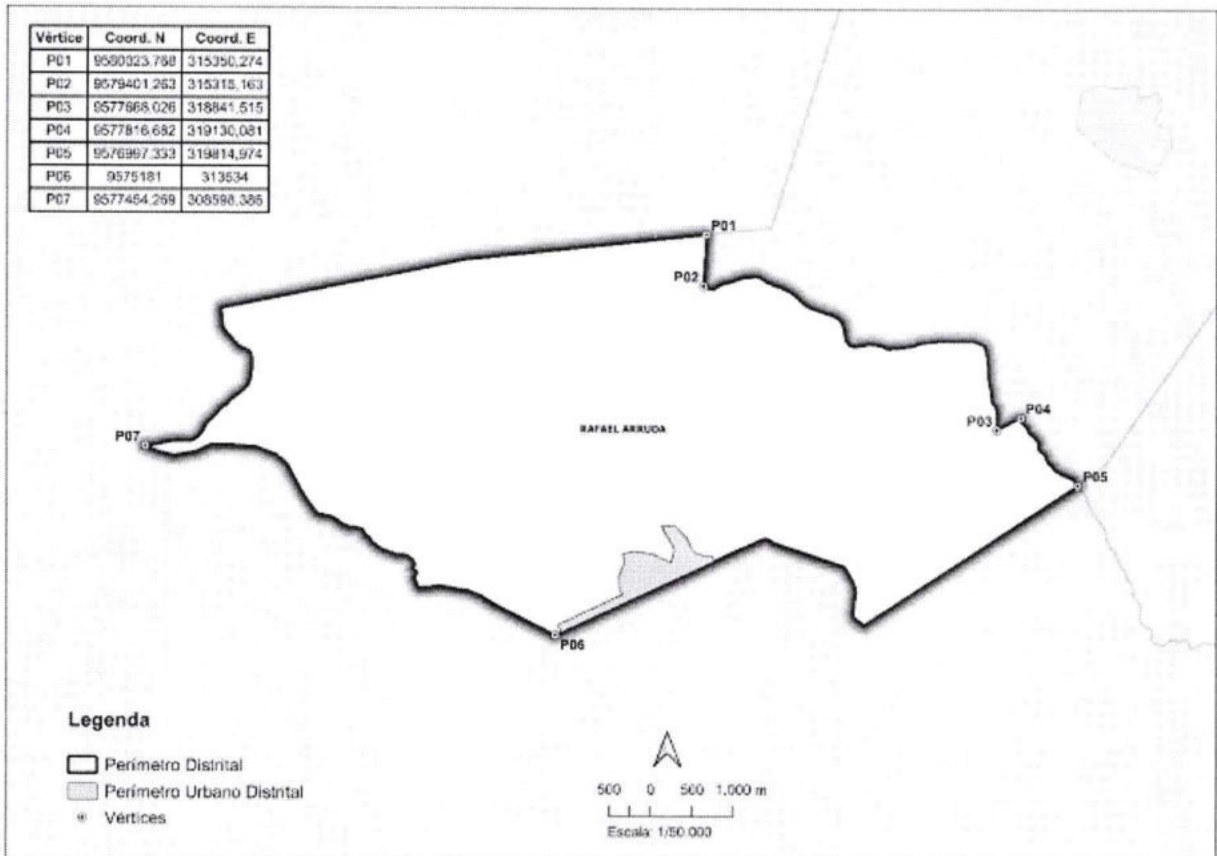 Vértice Coord. N Coord. E
P01 9580023,768 315350,274
P02 9579401,263 315315,163
P03 9577668,026 318841,515
P04 9577816,682 319130,081
P05 9576997,333 319814,974
P06 9575181 313534
P07 9577464,269 308598,386
P01
P02
P03
P04
P05
P06
P07
RAFAEL ARRUDA
Legenda
Perímetro Distrital
Perímetro Urbano Distrital
Vértices
500 0 500 1.000 m
Escala: 1/50.000